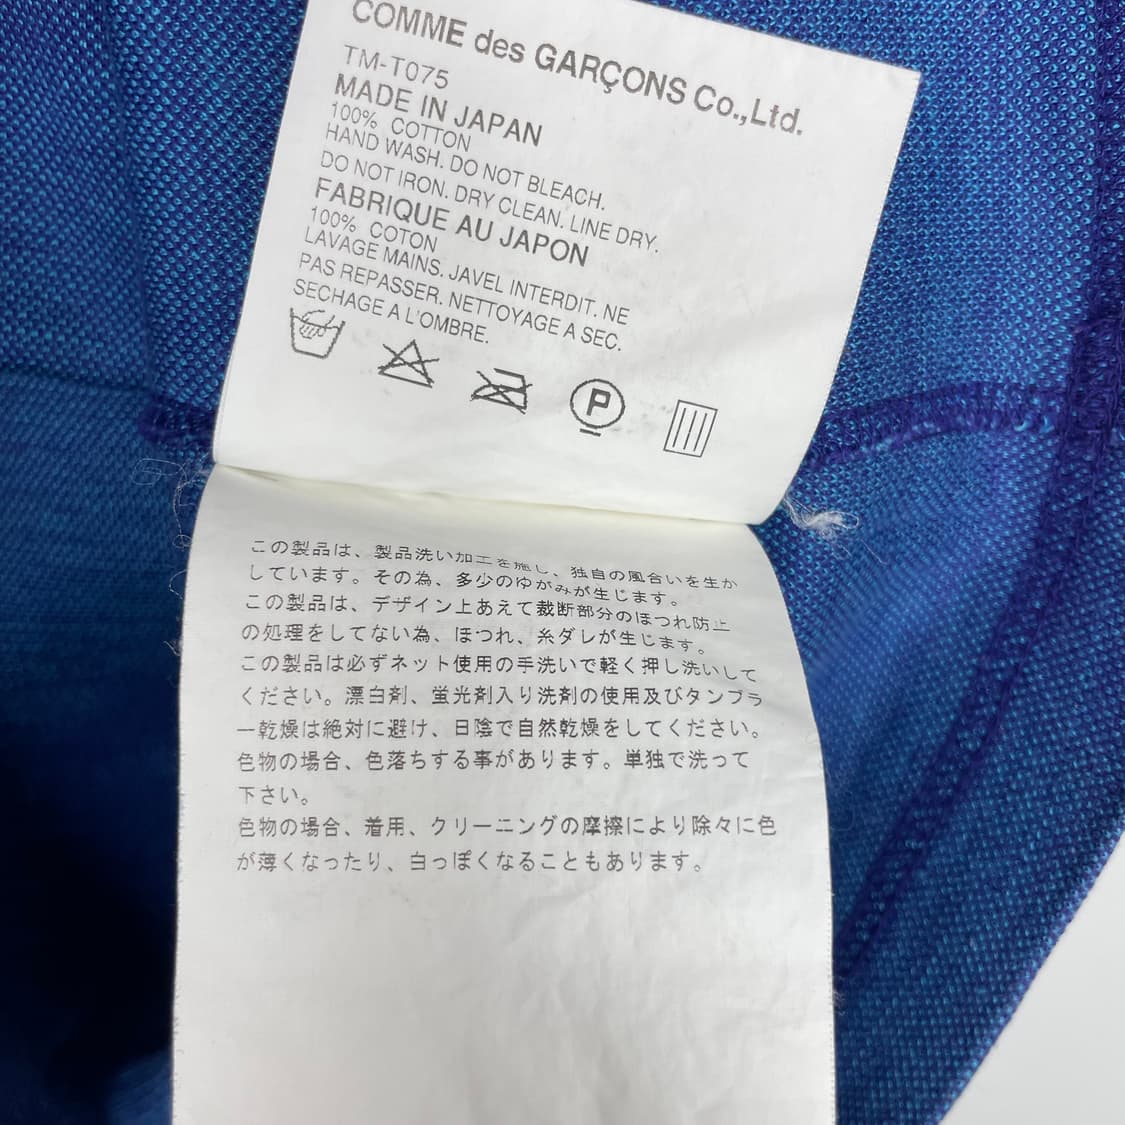 COMME des GARÇONS Co.,Ltd.
TM-T075
MADE IN JAPAN
100% COTTON
HAND WASH. DO NOT BLEACH.
DO NOT IRON. DRY CLEAN. LINE DRY.
FABRIQUE AU JAPON
100% COTON
LAVAGE MAINS. JAVEL INTERDIT. NE
PAS REPASSER. NETTOYAGE A SEC.
SECHAGE A L'OMBRE.
P
この製品は、製品洗い加工を施し、独自の風合いを生か
しています。その為、多少のゆがみが生じます。
この製品は、デザイン上あえて裁断部分のほつれ防止
の処理をしてない為、ほつれ、糸ダレが生じます。
この製品は必ずネット使用の手洗いで軽く押し洗いして
ください。漂白剤、蛍光剤入り洗剤の使用及びタンブラ
ー乾燥は絶対に避け、日陰で自然乾燥をしてください。
色物の場合、色落ちする事があります。単独で洗って
下さい。
色物の場合、着用、クリーニングの摩擦により除々に色
が薄くなったり、白っぽくなることもあります。